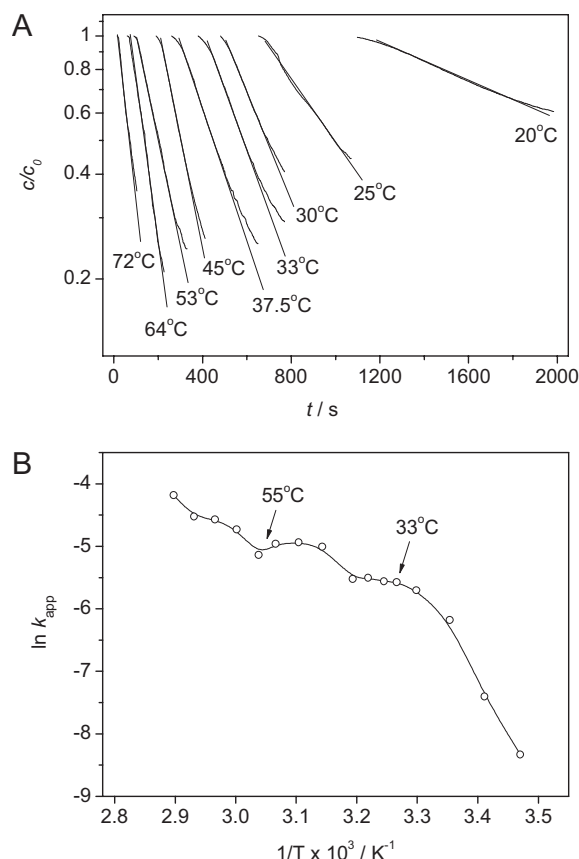 A
1
0.8
0.6
0.4
0.2
c/c0
72°C
64°C
53°C
45°C
37.5°C
33°C
30°C
25°C
20°C
0 400 800 1200 1600 2000
t / s
B
-4
-5
-6
-7
-8
-9
ln kapp
55°C
33°C
2.8 2.9 3.0 3.1 3.2 3.3 3.4 3.5
1/T x 10³ / K⁻¹